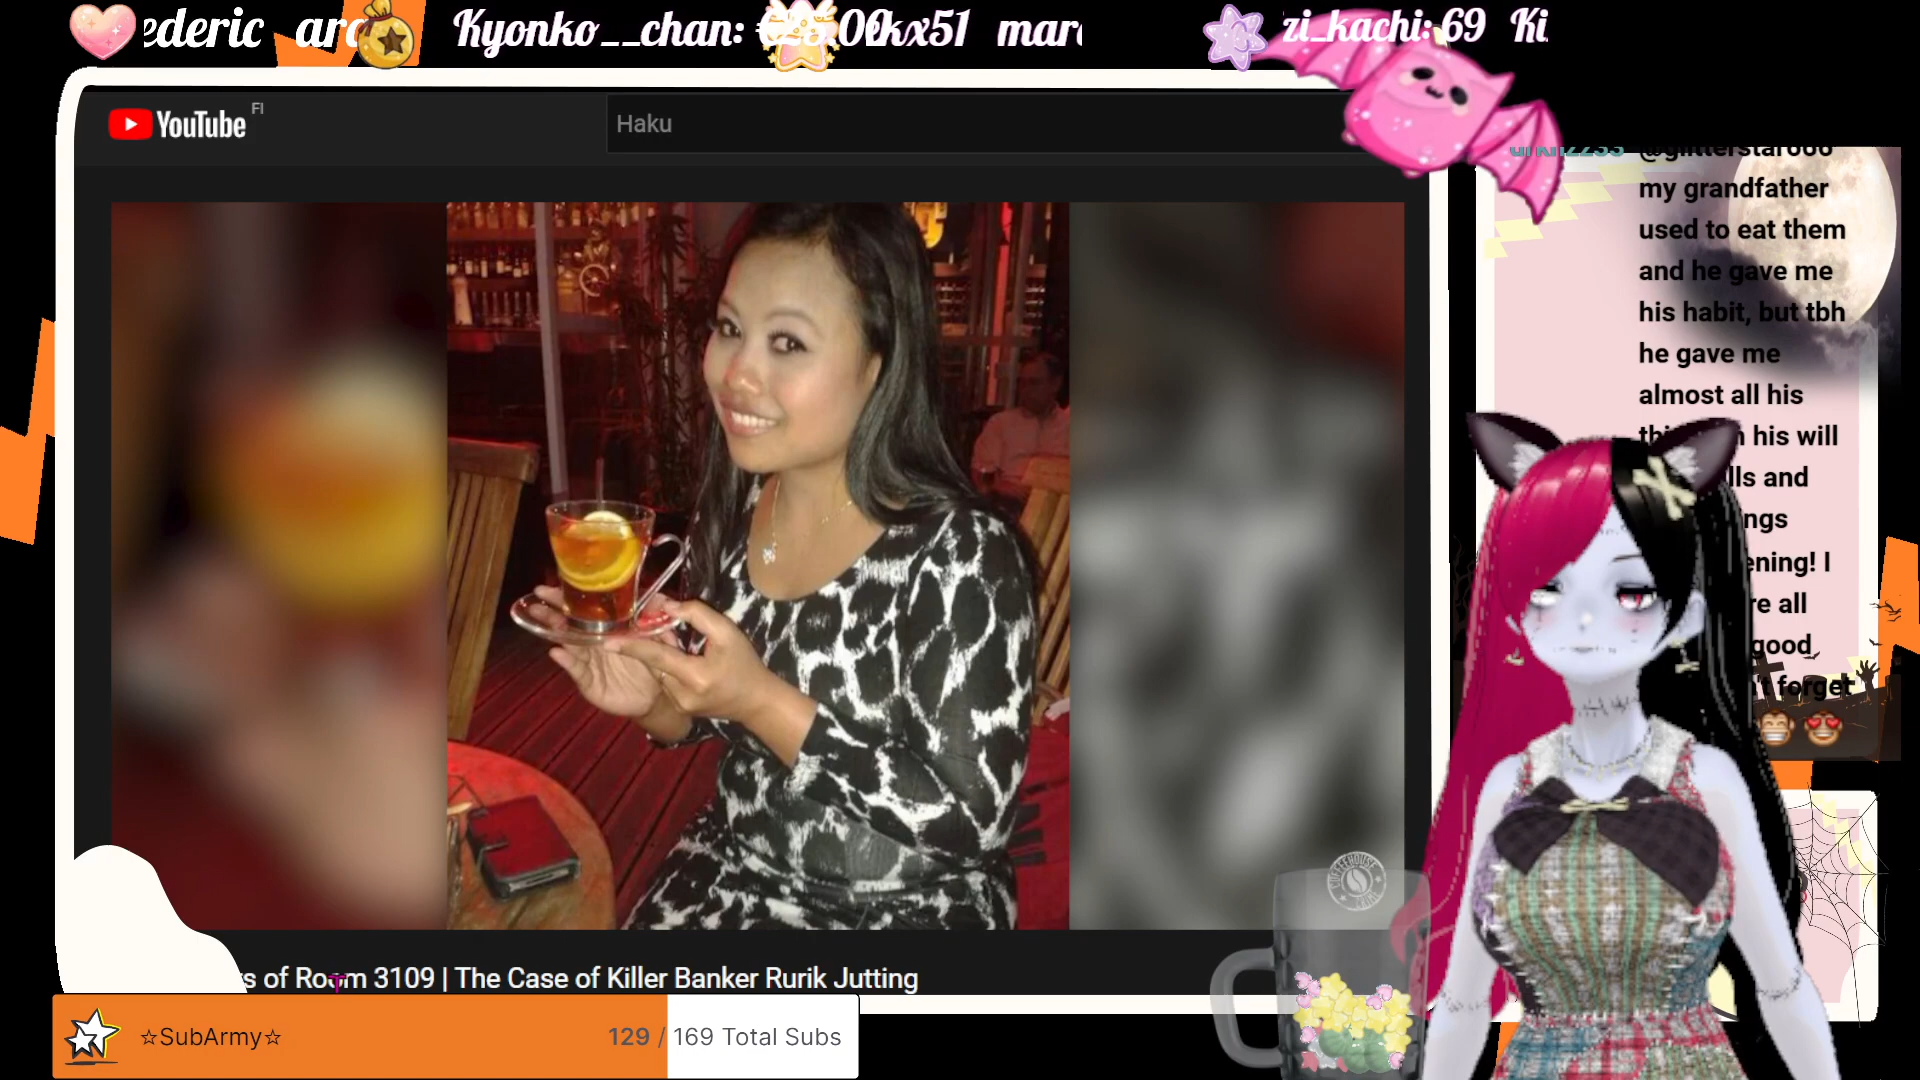 ederic arc
Kyonko__chan:
mar
zi_kachi: 69 Ki
YouTube FI
Haku
my grandfather
used to eat them
and he gave me
his habit, but tbh
he gave me
almost all his
his will
lls and
ngs
ening! I
re all
good
't forget
s of Room 3109 | The Case of Killer Banker Rurik Jutting
☆SubArmy☆
129 / 169 Total Subs